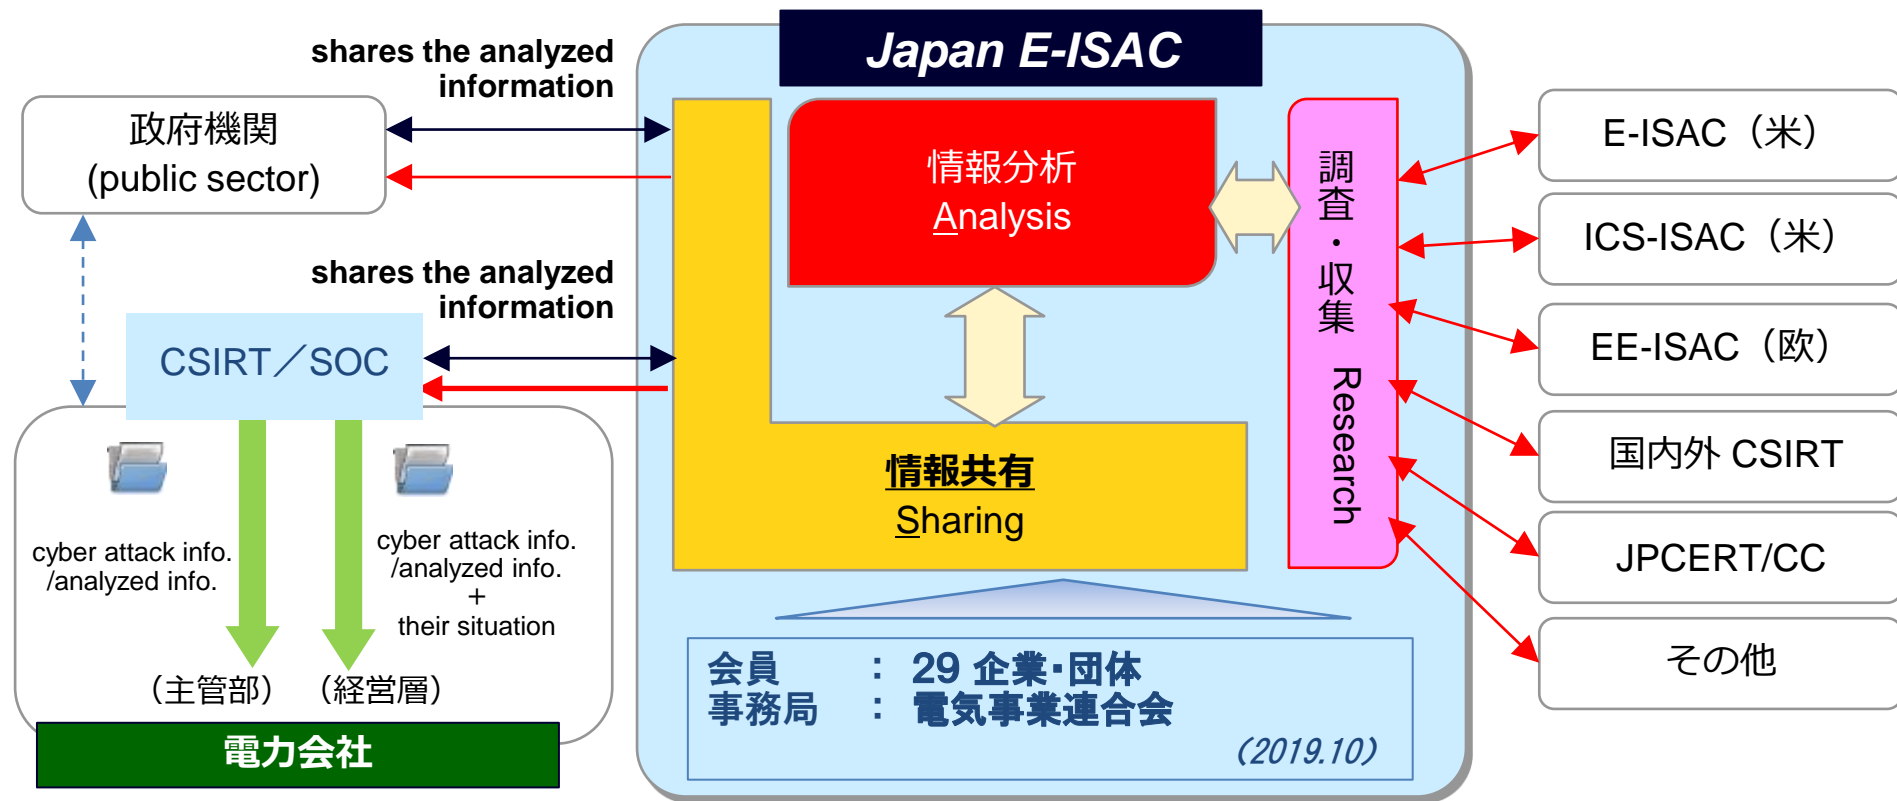 Japan E-ISAC
shares the analyzed
information
政府機関
(public sector)
shares the analyzed
information
CSIRT／SOC
cyber attack info.
/analyzed info.
cyber attack info.
/analyzed info.
＋
their situation
（主管部）
（経営層）
電力会社
情報分析
Analysis
情報共有
Sharing
調査・収集 Research
会員 ： 29 企業・団体
事務局 ： 電気事業連合会
（2019.10）
E-ISAC（米）
ICS-ISAC（米）
EE-ISAC（欧）
国内外 CSIRT
JPCERT/CC
その他